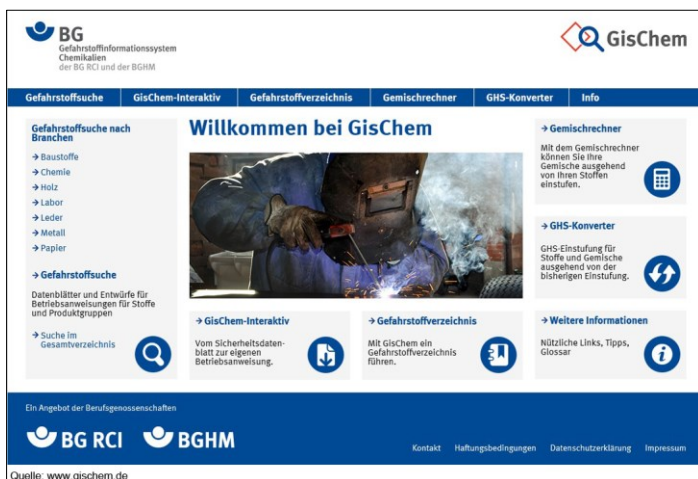 BG
Gefahrstoffinformationssystem
Chemikalien
der BG RCI und der BGHM
GisChem
Gefahrstoffsuche
GisChem-Interaktiv
Gefahrstoffverzeichnis
Gemischrechner
GHS-Konverter
Info
Gefahrstoffsuche nach
Branchen
→ Baustoffe
→ Chemie
→ Holz
→ Labor
→ Leder
→ Metall
→ Papier
→ Gefahrstoffsuche
Datenblätter und Entwürfe für
Betriebsanweisungen für Stoffe
und Produktgruppen
→ Suche im
Gesamtverzeichnis
Willkommen bei GisChem
→ GisChem-Interaktiv
Vom Sicherheitsdaten-
blatt zur eigenen
Betriebsanweisung.
→ Gefahrstoffverzeichnis
Mit GisChem ein
Gefahrstoffverzeichnis
führen.
→ Gemischrechner
Mit dem Gemischrechner
können Sie Ihre
Gemische ausgehend
von Ihren Stoffen
einstufen.
→ GHS-Konverter
GHS-Einstufung für
Stoffe und Gemische
ausgehend von der
bisherigen Einstufung.
→ Weitere Informationen
Nützliche Links, Tipps,
Glossar
Ein Angebot der Berufsgenossenschaften
BG RCI
BGHM
Kontakt
Haftungsbedingungen
Datenschutzerklärung
Impressum
Quelle: www.gischem.de